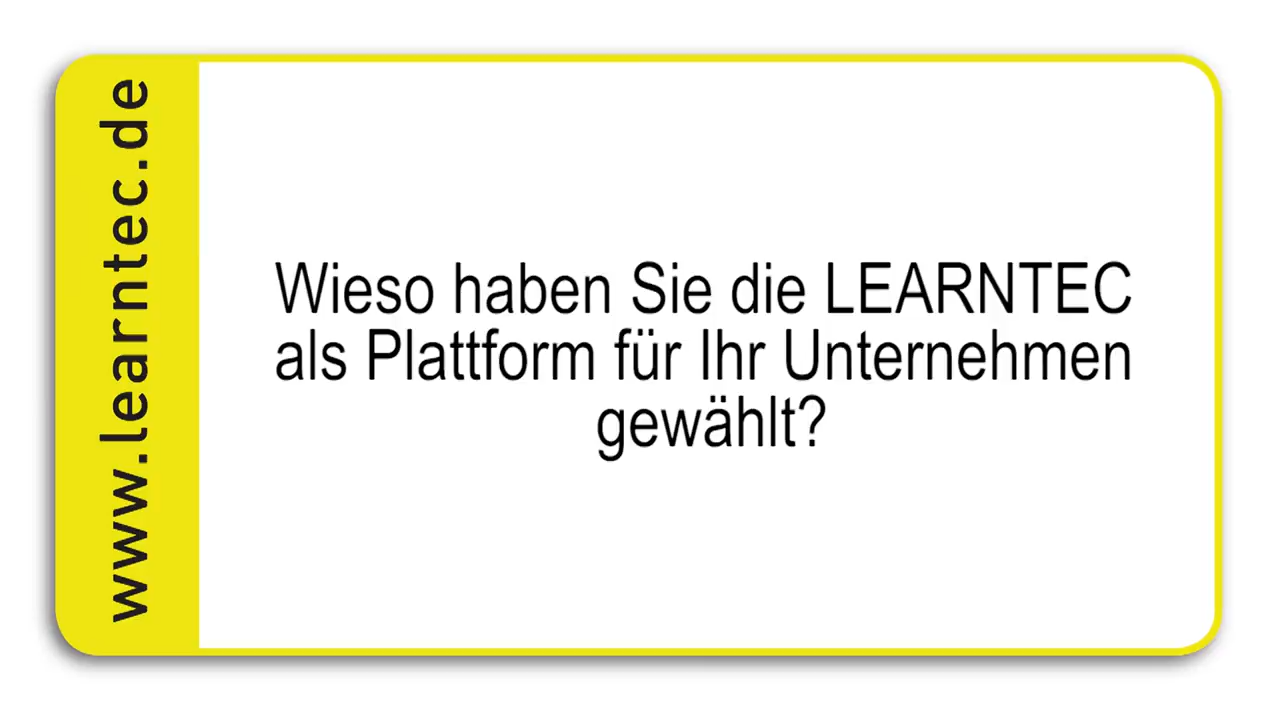 www.learntec.de
Wieso haben Sie die LEARNTEC
als Plattform für Ihr Unternehmen
gewählt?